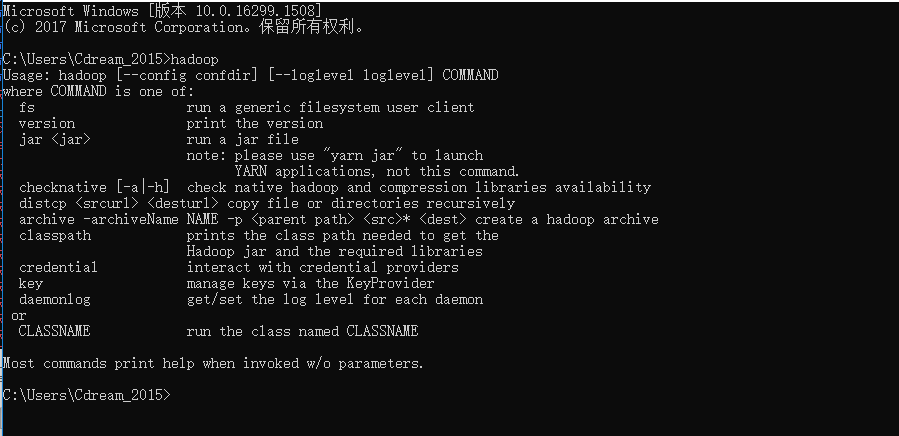 Microsoft Windows [版本 10.0.16299.1508]
(c) 2017 Microsoft Corporation。保留所有权利。
C:\Users\Cdream_2015>hadoop
Usage: hadoop [--config confdir] [--loglevel loglevel] COMMAND
where COMMAND is one of:
fs run a generic filesystem user client
version print the version
jar <jar> run a jar file
note: please use "yarn jar" to launch
YARN applications, not this command.
checknative [-a|-h] check native hadoop and compression libraries availability
distcp <srcurl> <desturl> copy file or directories recursively
archive -archiveName NAME -p <parent path> <src>* <dest> create a hadoop archive
classpath prints the class path needed to get the
Hadoop jar and the required libraries
credential interact with credential providers
key manage keys via the KeyProvider
daemonlog get/set the log level for each daemon
or
CLASSNAME run the class named CLASSNAME
Most commands print help when invoked w/o parameters.
C:\Users\Cdream_2015>